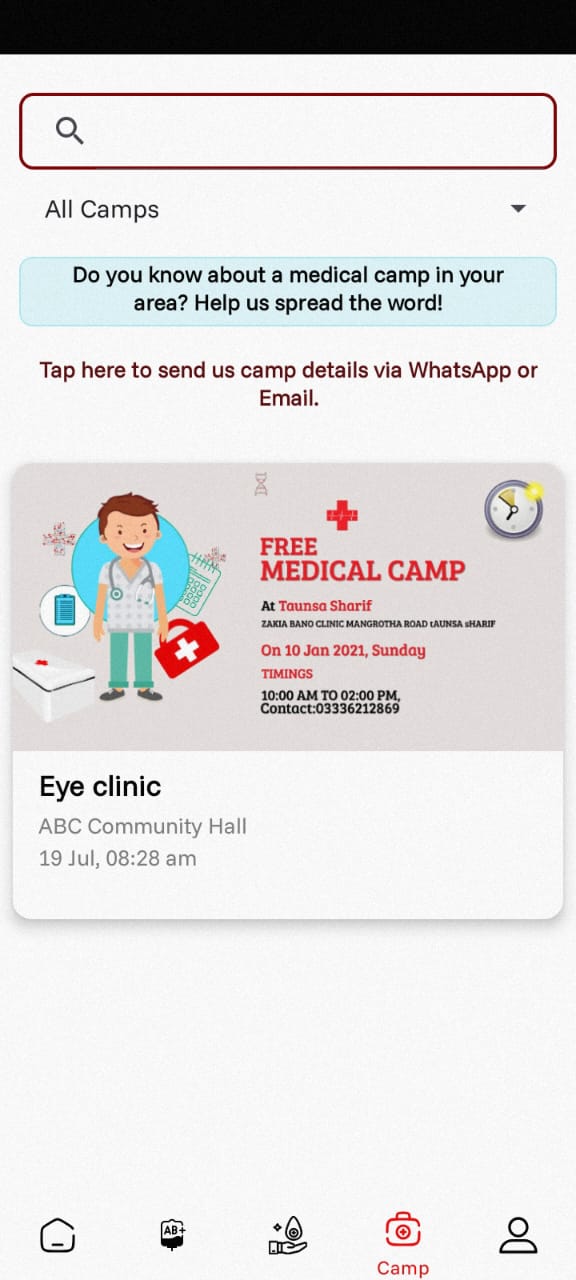 All Camps
Do you know about a medical camp in your
area? Help us spread the word!
Tap here to send us camp details via WhatsApp or
Email.
FREE
MEDICAL CAMP
At Taunsa Sharif
ZAKIA BANO CLINIC MANGROTHA ROAD tAUNSA sHARIF
On 10 Jan 2021, Sunday
TIMINGS
10:00 AM TO 02:00 PM,
Contact:03336212869
Eye clinic
ABC Community Hall
19 Jul, 08:28 am
AB+
Camp